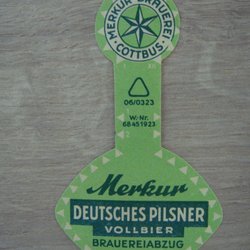 MERKUR-BRAUEREI
COTTBUS
06/0323
W.-Nr.
68451923
Merkur
DEUTSCHES PILSNER
VOLLBIER
BRAUEREIABZUG